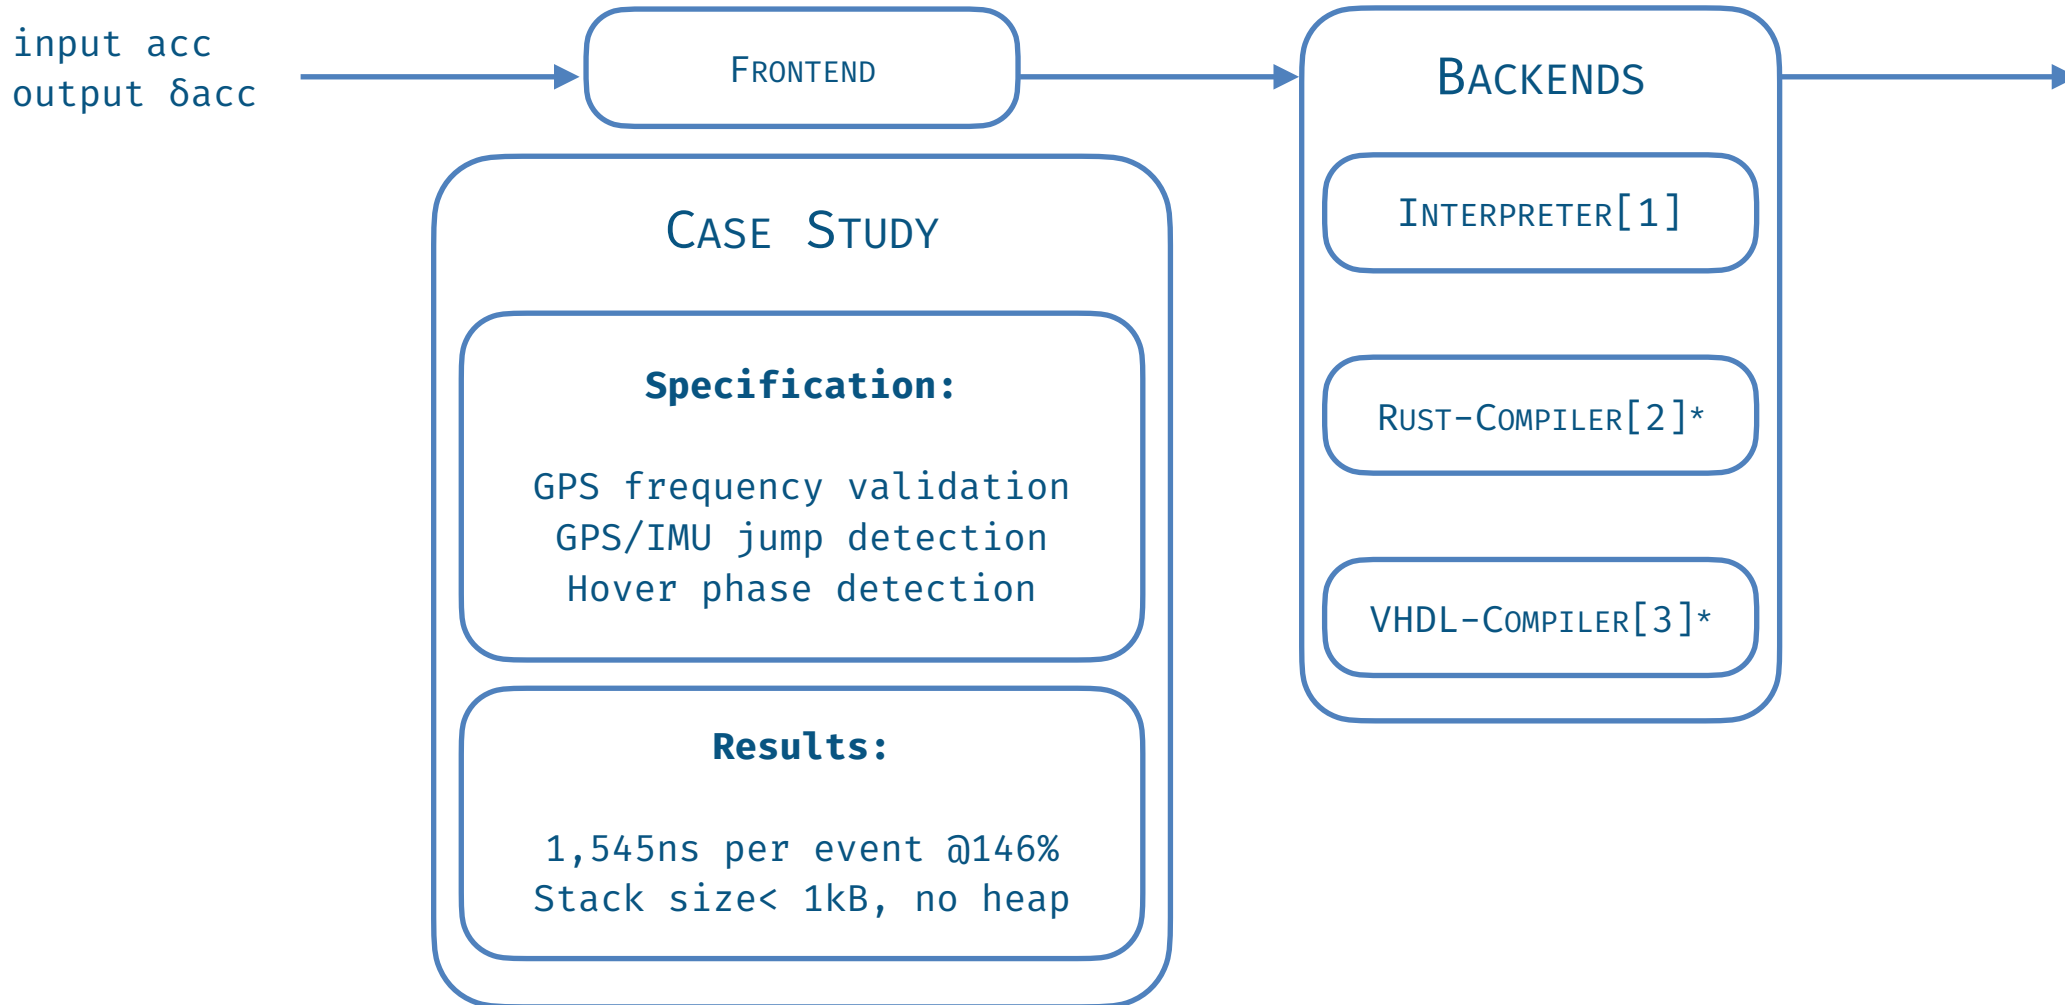 input acc
output δacc
FRONTEND
BACKENDS
INTERPRETER[1]
RUST-COMPILER[2]*
VHDL-COMPILER[3]*
CASE STUDY
Specification:
GPS frequency validation
GPS/IMU jump detection
Hover phase detection
Results:
1,545ns per event @146%
Stack size< 1kB, no heap